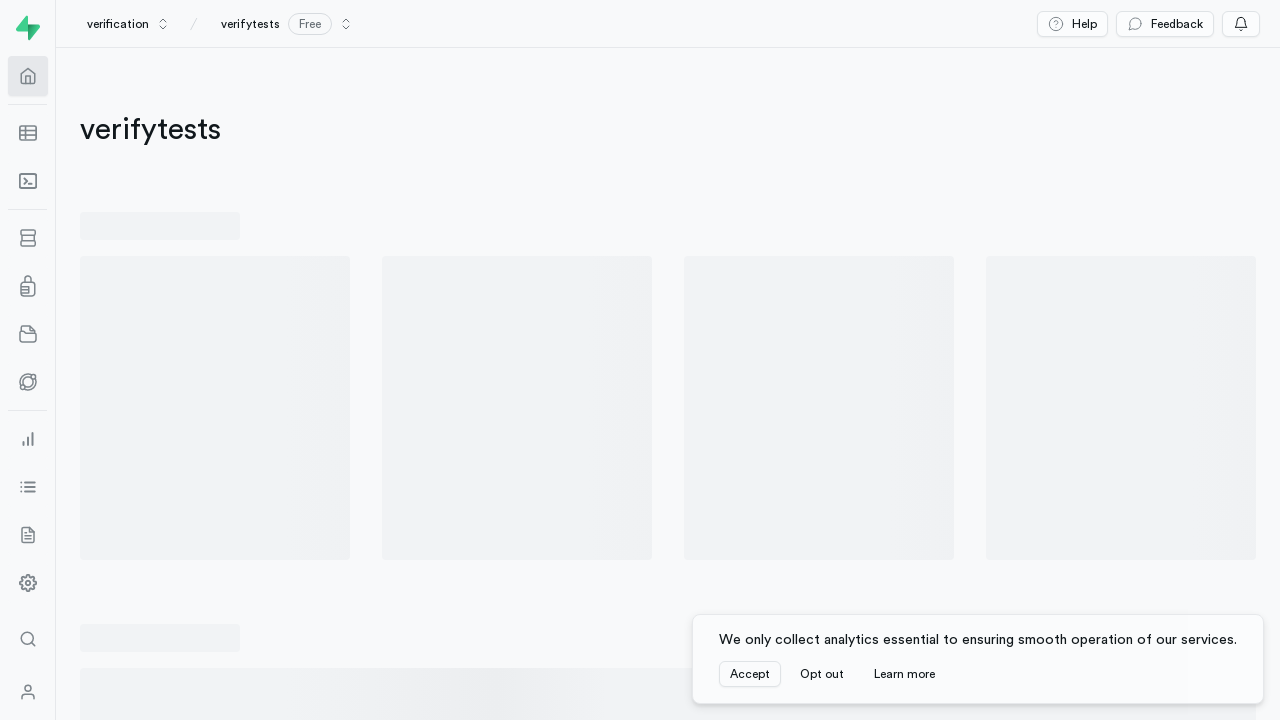 verification / verifytests Free Help Feedback
verifytests
We only collect analytics essential to ensuring smooth operation of our services.
Accept Opt out Learn more